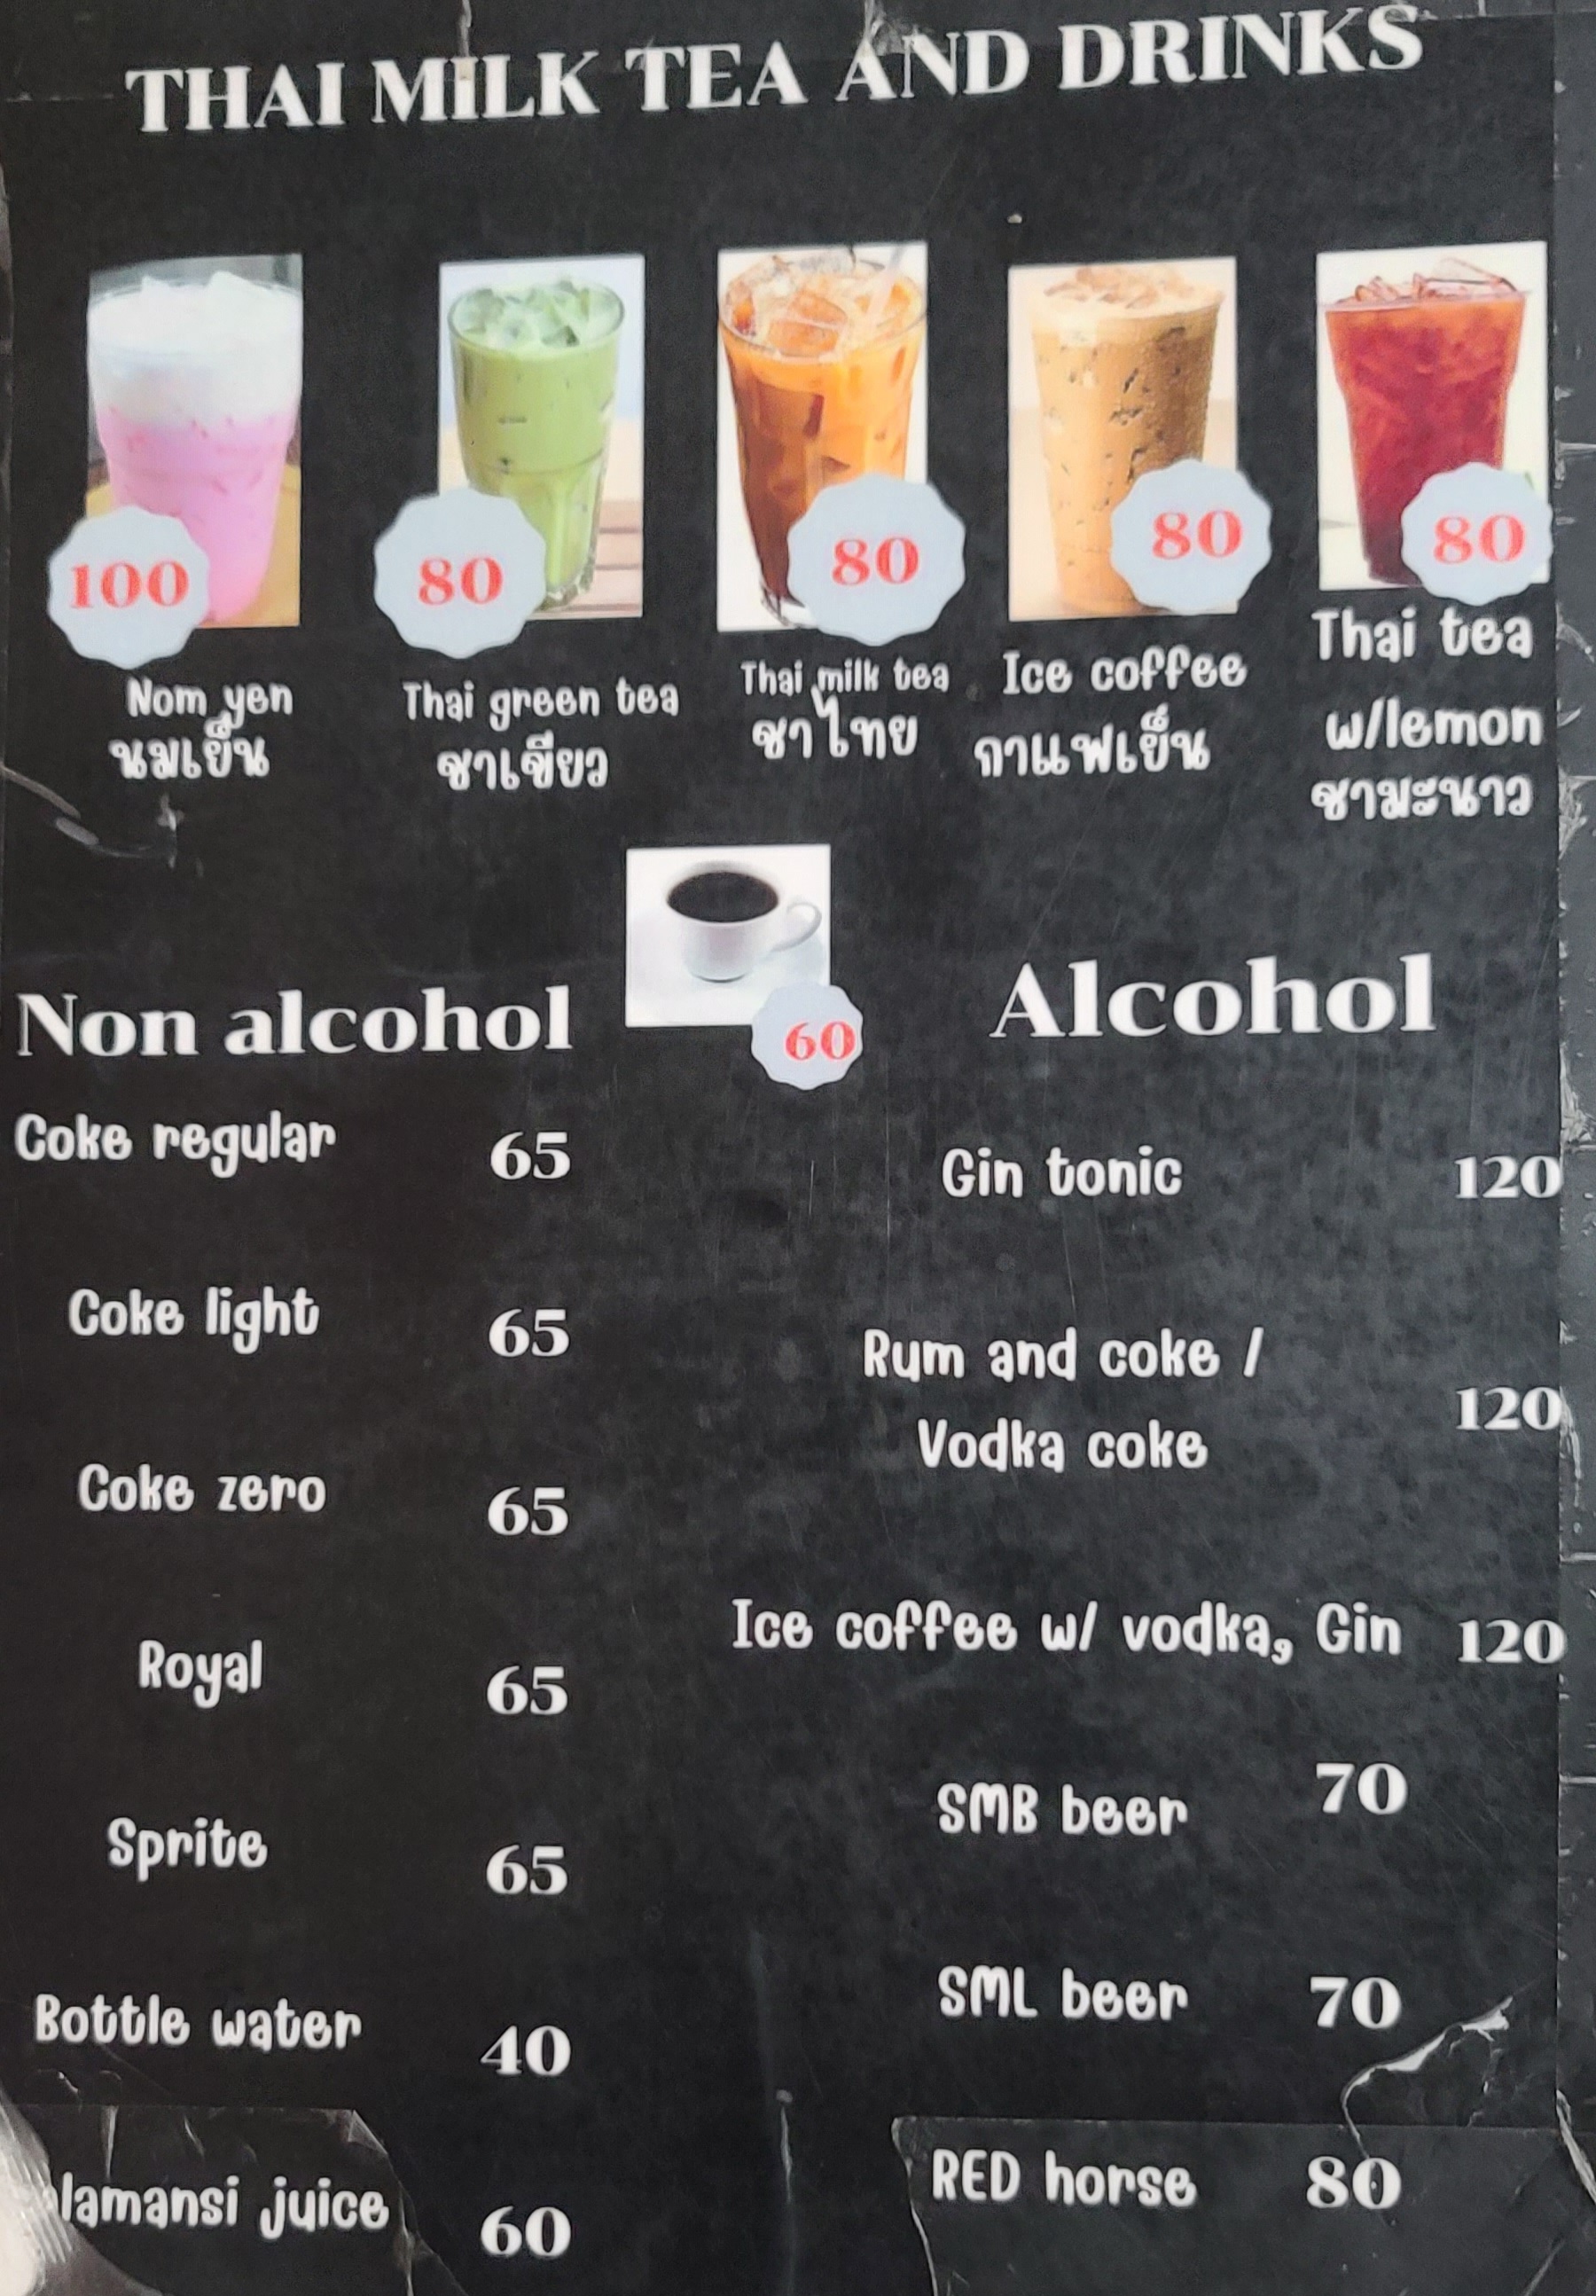 THAI MILK TEA AND DRINKS
100
80
80
80
80
Nom yen
นมเย็น
Thai green tea
ชาเขียว
Thai milk tea
ชาไทย
Ice coffee
กาแฟเย็น
Thai tea
w/lemon
ชามะนาว
60
Non alcohol
Coke regular 65
Coke light 65
Coke zero 65
Royal 65
Sprite 65
Bottle water 40
lamansi juice 60
Alcohol
Gin tonic 120
Rum and coke /
Vodka coke 120
Ice coffee w/ vodka, Gin 120
SMB beer 70
SML beer 70
RED horse 80